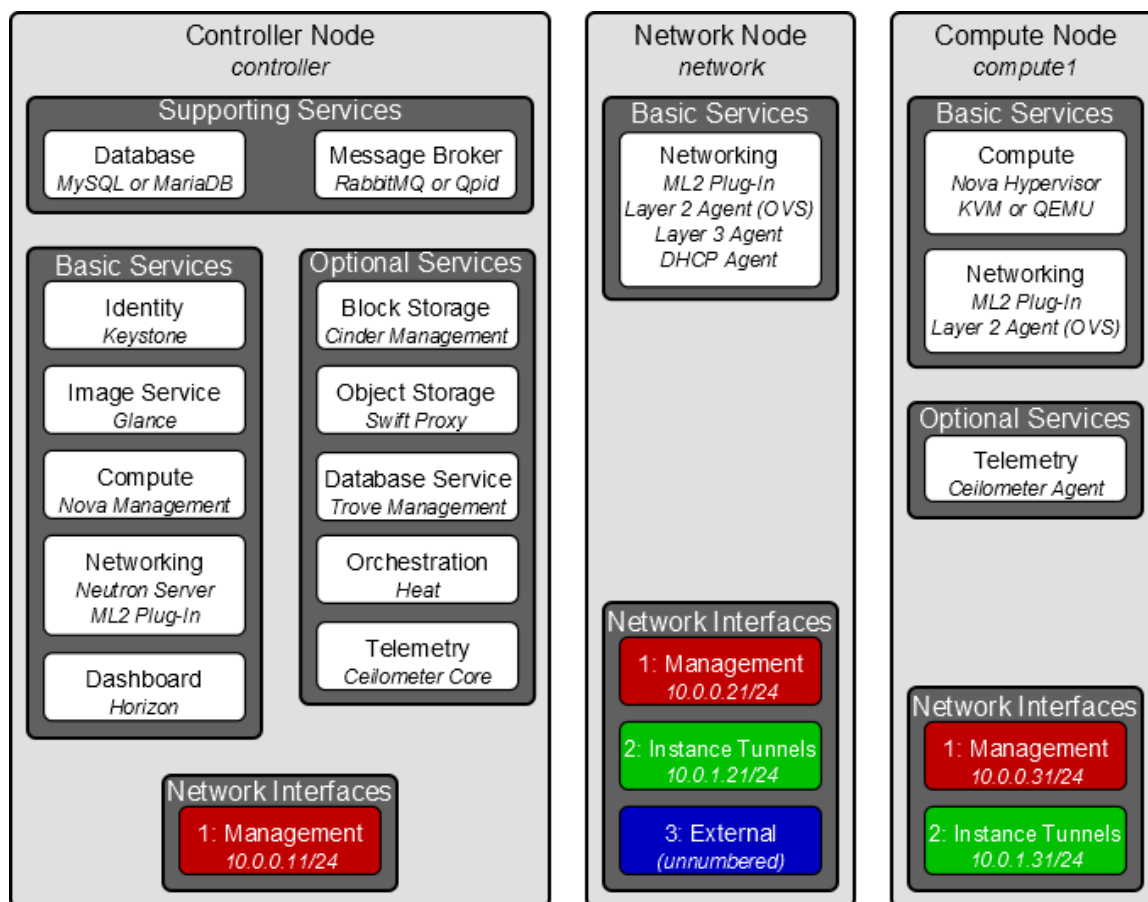 Controller Node
controller
Supporting Services
Database
MySQL or MariaDB
Message Broker
RabbitMQ or Qpid
Basic Services
Identity
Keystone
Image Service
Glance
Compute
Nova Management
Networking
Neutron Server
ML2 Plug-In
Dashboard
Horizon
Optional Services
Block Storage
Cinder Management
Object Storage
Swift Proxy
Database Service
Trove Management
Orchestration
Heat
Telemetry
Ceilometer Core
Network Interfaces
1: Management
10.0.0.11/24
Network Node
network
Basic Services
Networking
ML2 Plug-In
Layer 2 Agent (OVS)
Layer 3 Agent
DHCP Agent
Network Interfaces
1: Management
10.0.0.21/24
2: Instance Tunnels
10.0.1.21/24
3: External
(unnumbered)
Compute Node
compute1
Basic Services
Compute
Nova Hypervisor
KVM or QEMU
Networking
ML2 Plug-In
Layer 2 Agent (OVS)
Optional Services
Telemetry
Ceilometer Agent
Network Interfaces
1: Management
10.0.0.31/24
2: Instance Tunnels
10.0.1.31/24